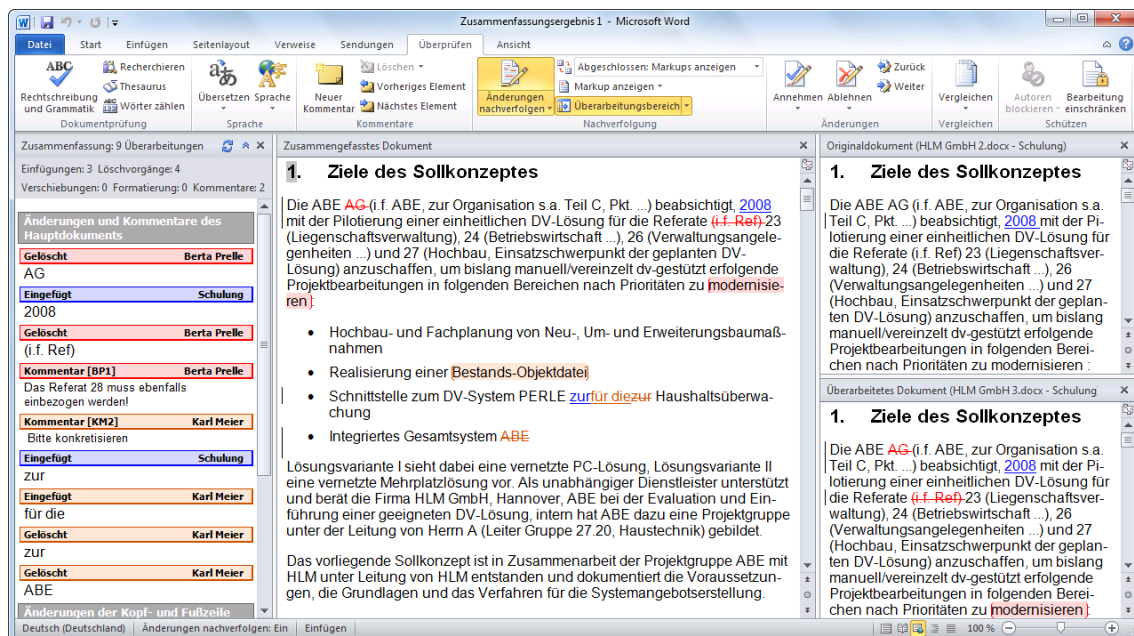 Zusammenfassungsergebnis 1 - Microsoft Word
Datei Start Einfügen Seitenlayout Verweise Sendungen Überprüfen Ansicht
ABC
Rechtschreibung und Grammatik
Recherchieren
Thesaurus
Wörter zählen
Dokumentprüfung
Übersetzen Sprache
Sprache
Neuer Kommentar
Löschen
Vorheriges Element
Nächstes Element
Kommentare
Änderungen nachverfolgen
Abgeschlossen: Markups anzeigen
Markup anzeigen
Überarbeitungsbereich
Nachverfolgung
Annehmen Ablehnen
Zurück
Weiter
Änderungen
Vergleichen
Vergleichen
Autoren blockieren
Bearbeitung einschränken
Schützen
Zusammenfassung: 9 Überarbeitungen
Einfügungen: 3 Löschvorgänge: 4
Verschiebungen: 0 Formatierung: 0 Kommentare: 2
Änderungen und Kommentare des
Hauptdokuments
Gelöscht Berta Prelle
AG
Eingefügt Schulung
2008
Gelöscht Berta Prelle
(i.f. Ref)
Kommentar [BP1] Berta Prelle
Das Referat 28 muss ebenfalls
einbezogen werden!
Kommentar [KM2] Karl Meier
Bitte konkretisieren
Eingefügt Schulung
zur
Eingefügt Karl Meier
für die
Gelöscht Karl Meier
zur
Gelöscht Karl Meier
ABE
Änderungen der Kopf- und Fußzeile
Zusammengefasstes Dokument
1. Ziele des Sollkonzeptes
Die ABE AG (i.f. ABE, zur Organisation s.a. Teil C, Pkt. ...) beabsichtigt, 2008
mit der Pilotierung einer einheitlichen DV-Lösung für die Referate (i.f. Ref) 23
(Liegenschaftsverwaltung), 24 (Betriebswirtschaft ...), 26 (Verwaltungsangele-
genheiten ...) und 27 (Hochbau, Einsatzschwerpunkt der geplanten DV-
Lösung) anzuschaffen, um bislang manuell/vereinzelt dv-gestützt erfolgende
Projektbearbeitungen in folgenden Bereichen nach Prioritäten zu modernisie-
ren :
• Hochbau- und Fachplanung von Neu-, Um- und Erweiterungsbaumaß-
nahmen
• Realisierung einer Bestands-Objektdatei
• Schnittstelle zum DV-System PERLE zurfür diezur Haushaltsüberwa-
chung
• Integriertes Gesamtsystem ABE
Lösungsvariante I sieht dabei eine vernetzte PC-Lösung, Lösungsvariante II
eine vernetzte Mehrplatzlösung vor. Als unabhängiger Dienstleister unterstützt
und berät die Firma HLM GmbH, Hannover, ABE bei der Evaluation und Ein-
führung einer geeigneten DV-Lösung, intern hat ABE dazu eine Projektgruppe
unter der Leitung von Herrn A (Leiter Gruppe 27.20, Haustechnik) gebildet.
Das vorliegende Sollkonzept ist in Zusammenarbeit der Projektgruppe ABE mit
HLM unter Leitung von HLM entstanden und dokumentiert die Voraussetzun-
gen, die Grundlagen und das Verfahren für die Systemangebotserstellung.
Originaldokument (HLM GmbH 2.docx - Schulung)
1. Ziele des Sollkonzeptes
Die ABE AG (i.f. ABE, zur Organisation s.a.
Teil C, Pkt. ...) beabsichtigt, 2008 mit der Pi-
lotierung einer einheitlichen DV-Lösung für
die Referate (i.f. Ref) 23 (Liegenschaftsver-
waltung), 24 (Betriebswirtschaft ...), 26
(Verwaltungsangelegenheiten ...) und 27
(Hochbau, Einsatzschwerpunkt der geplan-
ten DV-Lösung) anzuschaffen, um bislang
manuell/vereinzelt dv-gestützt erfolgende
Projektbearbeitungen in folgenden Berei-
chen nach Prioritäten zu modernisieren :
Überarbeitetes Dokument (HLM GmbH 3.docx - Schulung
1. Ziele des Sollkonzeptes
Die ABE AG (i.f. ABE, zur Organisation s.a.
Teil C, Pkt. ...) beabsichtigt, 2008 mit der Pi-
lotierung einer einheitlichen DV-Lösung für
die Referate (i.f. Ref) 23 (Liegenschaftsver-
waltung), 24 (Betriebswirtschaft ...), 26
(Verwaltungsangelegenheiten ...) und 27
(Hochbau, Einsatzschwerpunkt der geplan-
ten DV-Lösung) anzuschaffen, um bislang
manuell/vereinzelt dv-gestützt erfolgende
Projektbearbeitungen in folgenden Berei-
chen nach Prioritäten zu modernisieren :
Deutsch (Deutschland) Änderungen nachverfolgen: Ein Einfügen 100 %